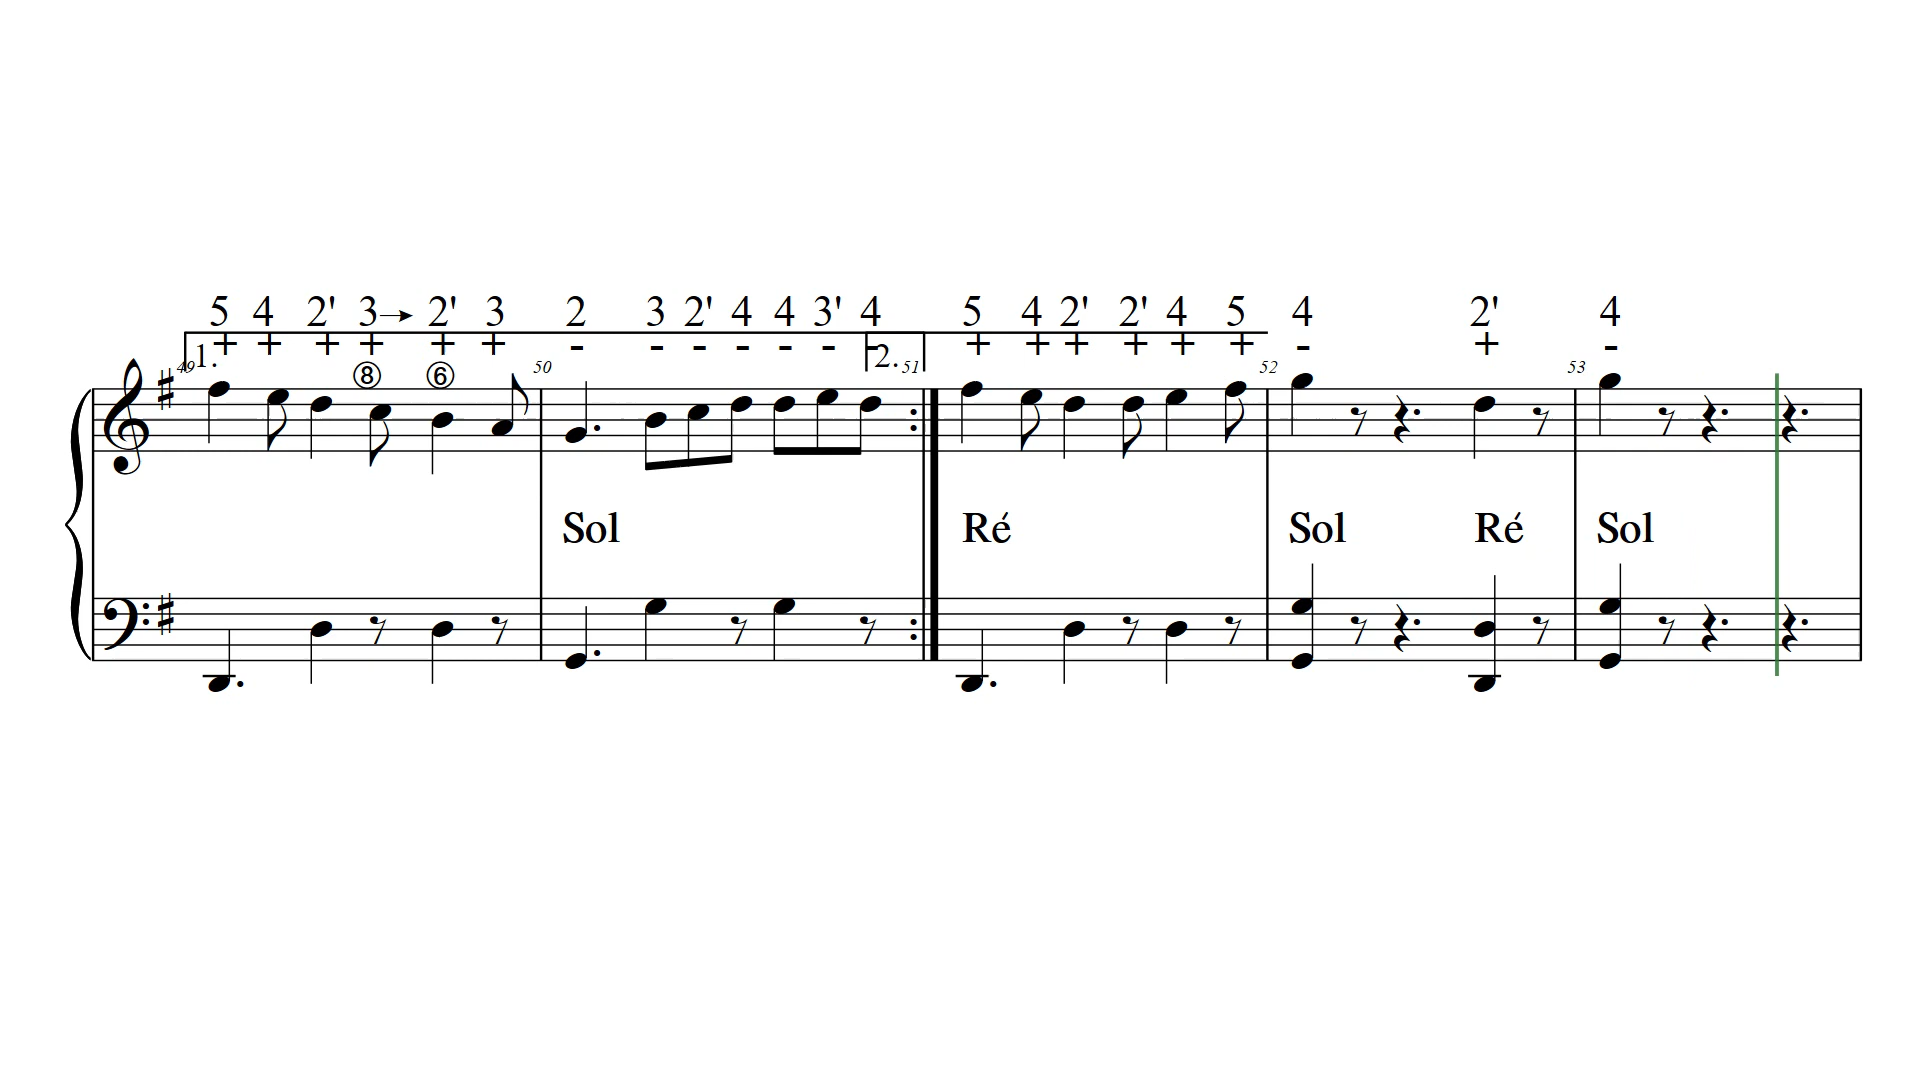 5 4 2' 3→ 2' 3 2 3 2' 4 4 3' 4 5 4 2' 2' 4 5 4 2' 4
+ + + + + + - - - - - - - + + + + + + - + -
49 1. ⑧ ⑥ 50 2. 51 52 53
Sol Ré Sol Ré Sol